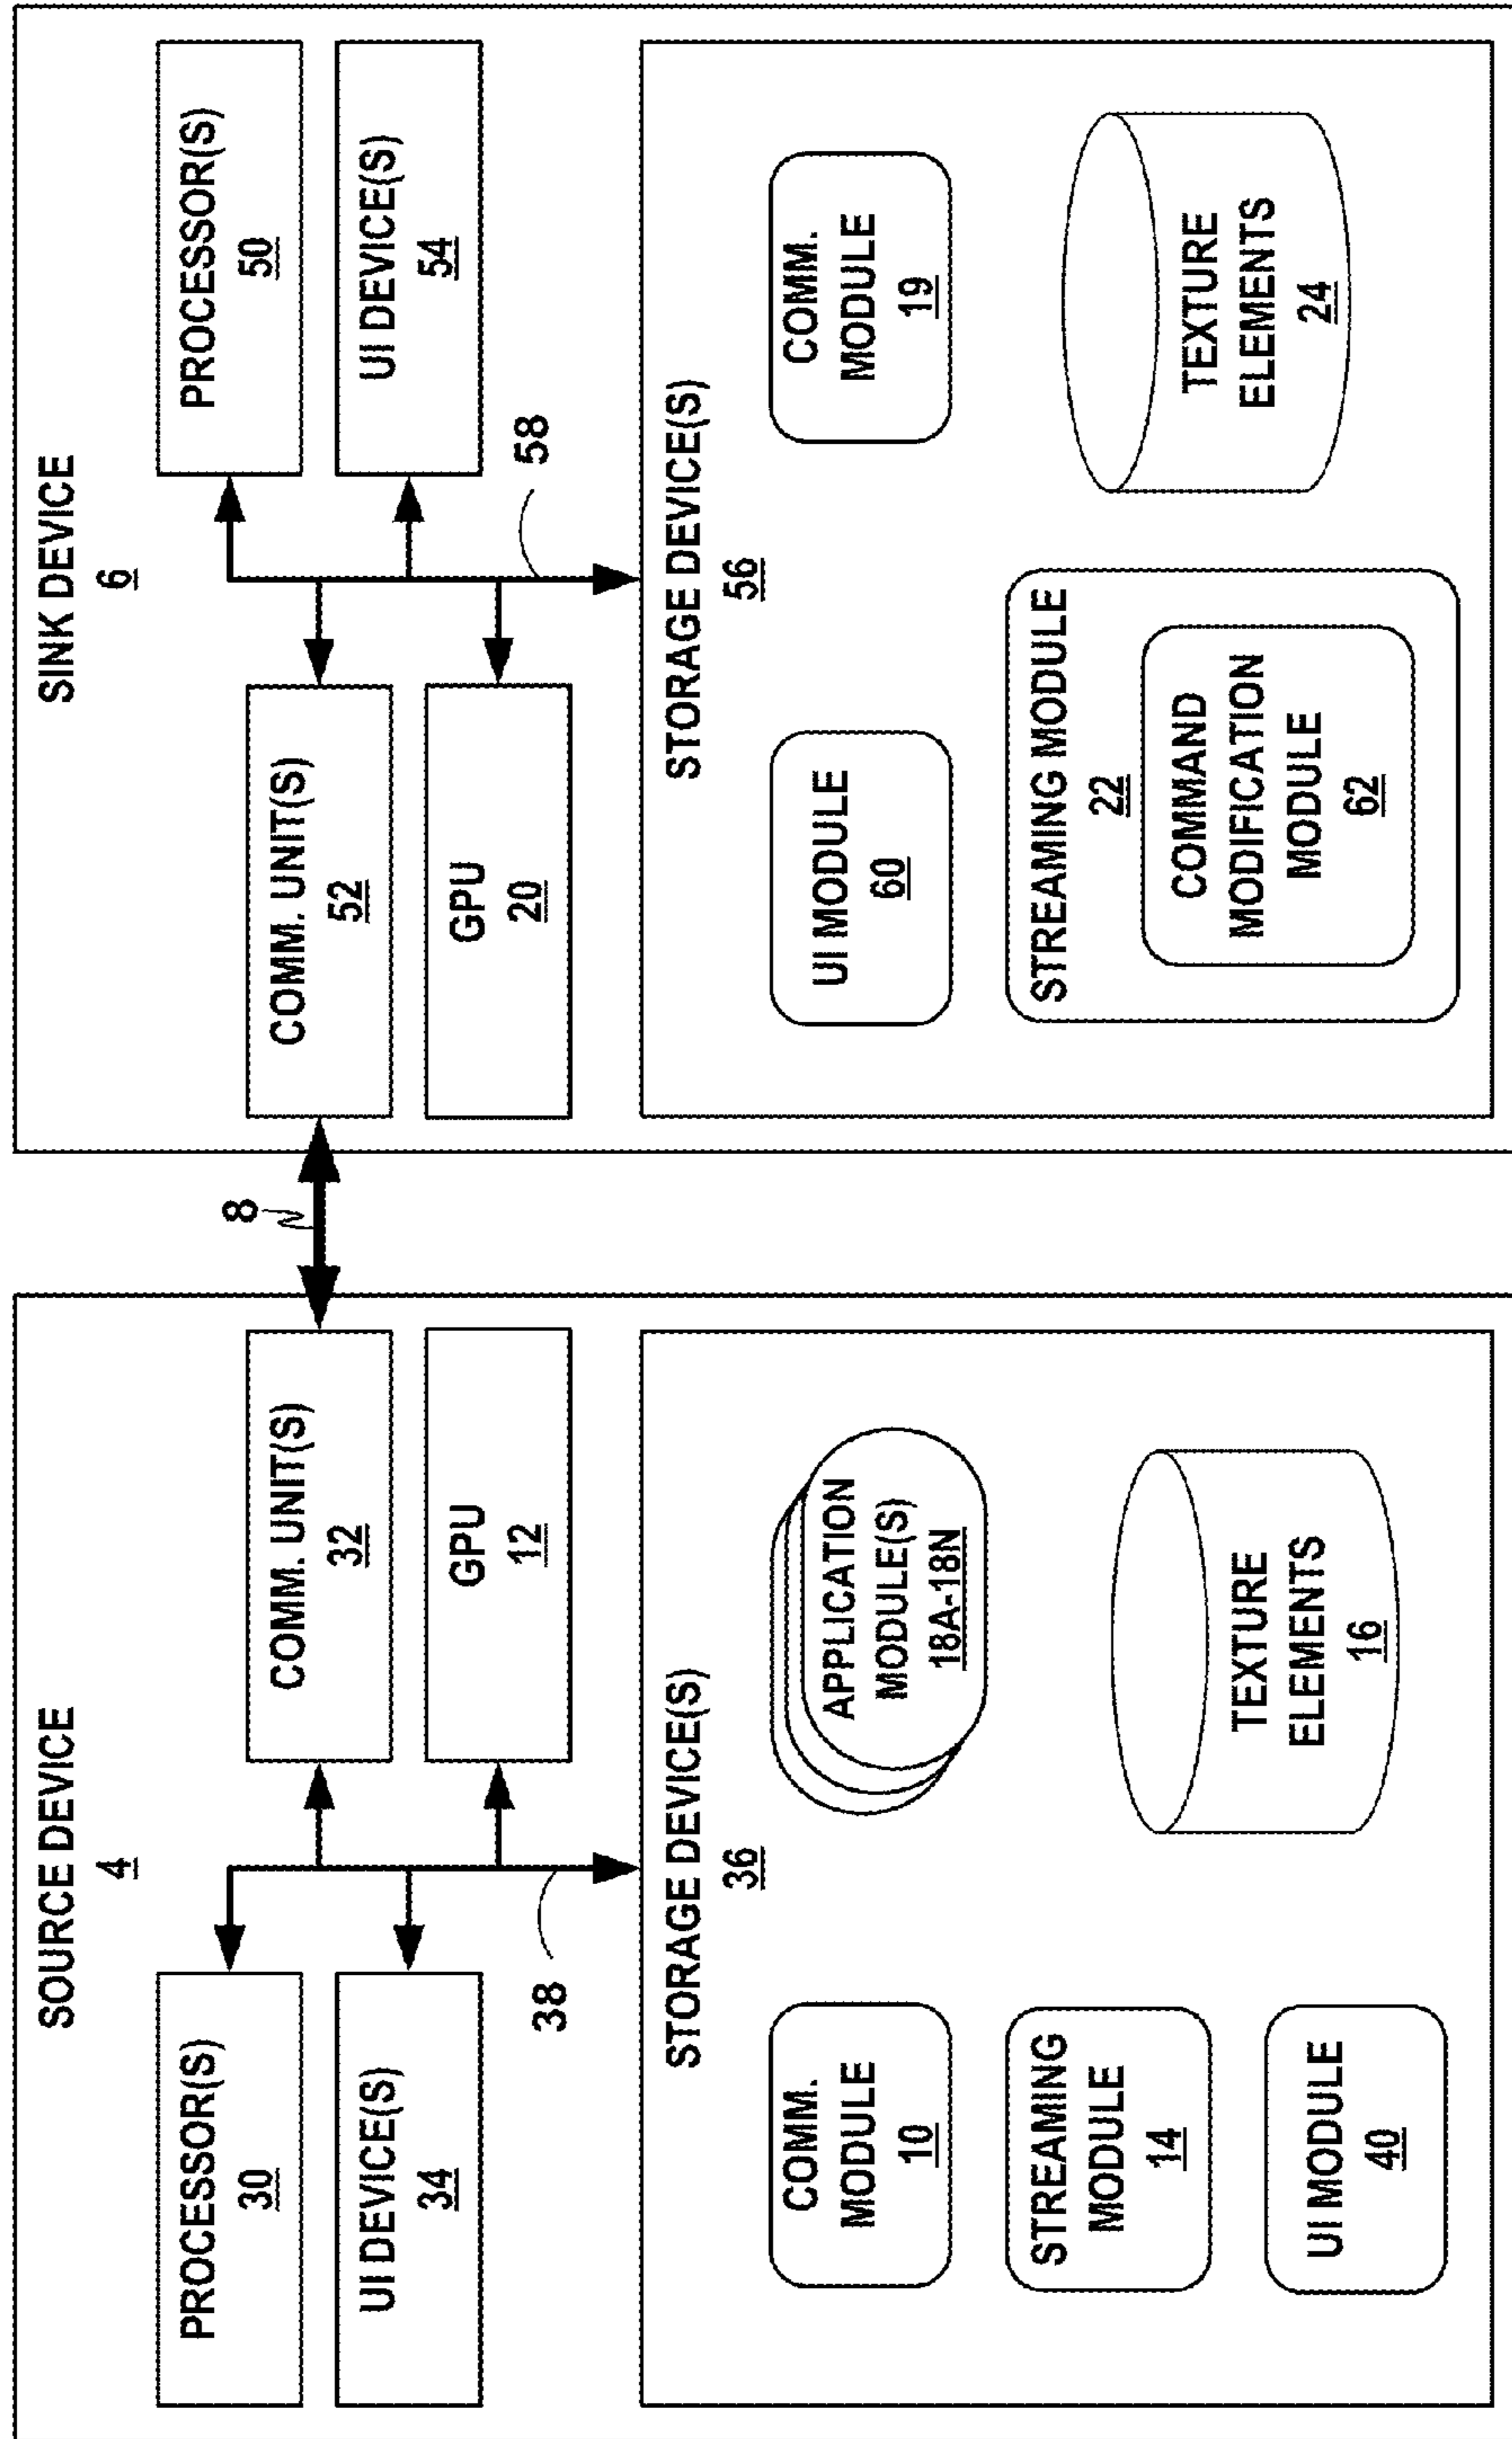 SOURCE DEVICE
4
PROCESSOR(S)
30
COMM. UNIT(S)
32
UI DEVICE(S)
34
GPU
12
38
STORAGE DEVICE(S)
36
COMM.
MODULE
10
APPLICATION
MODULE(S)
18A-18N
STREAMING
MODULE
14
TEXTURE
ELEMENTS
16
UI MODULE
40
8
SINK DEVICE
6
COMM. UNIT(S)
52
PROCESSOR(S)
50
GPU
20
UI DEVICE(S)
54
58
STORAGE DEVICE(S)
56
UI MODULE
60
COMM.
MODULE
19
STREAMING MODULE
22
COMMAND
MODIFICATION
MODULE
62
TEXTURE
ELEMENTS
24